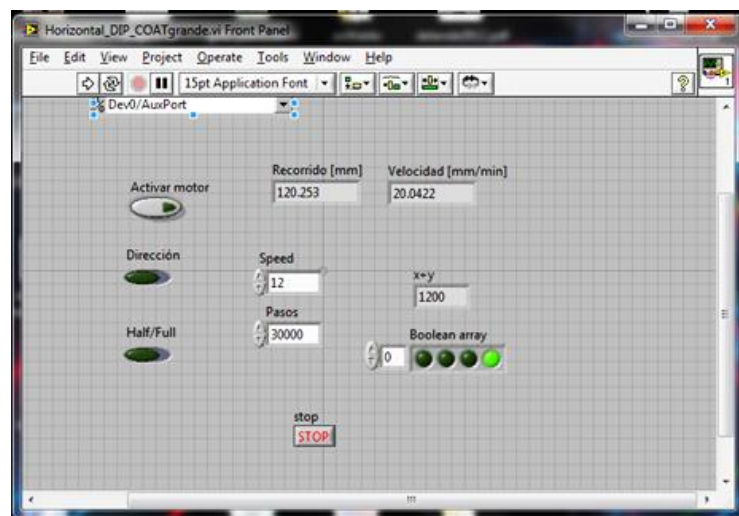 Horizontal_DIP_COATgrande.vi Front Panel
File Edit View Project Operate Tools Window Help
15pt Application Font
1
Dev0/AuxPort
Recorrido [mm] Velocidad [mm/min]
Activar motor 120.253 20.0422
Dirección Speed
12 x+y
1200
Pasos
Half/Full 30000 Boolean array
0
stop
STOP